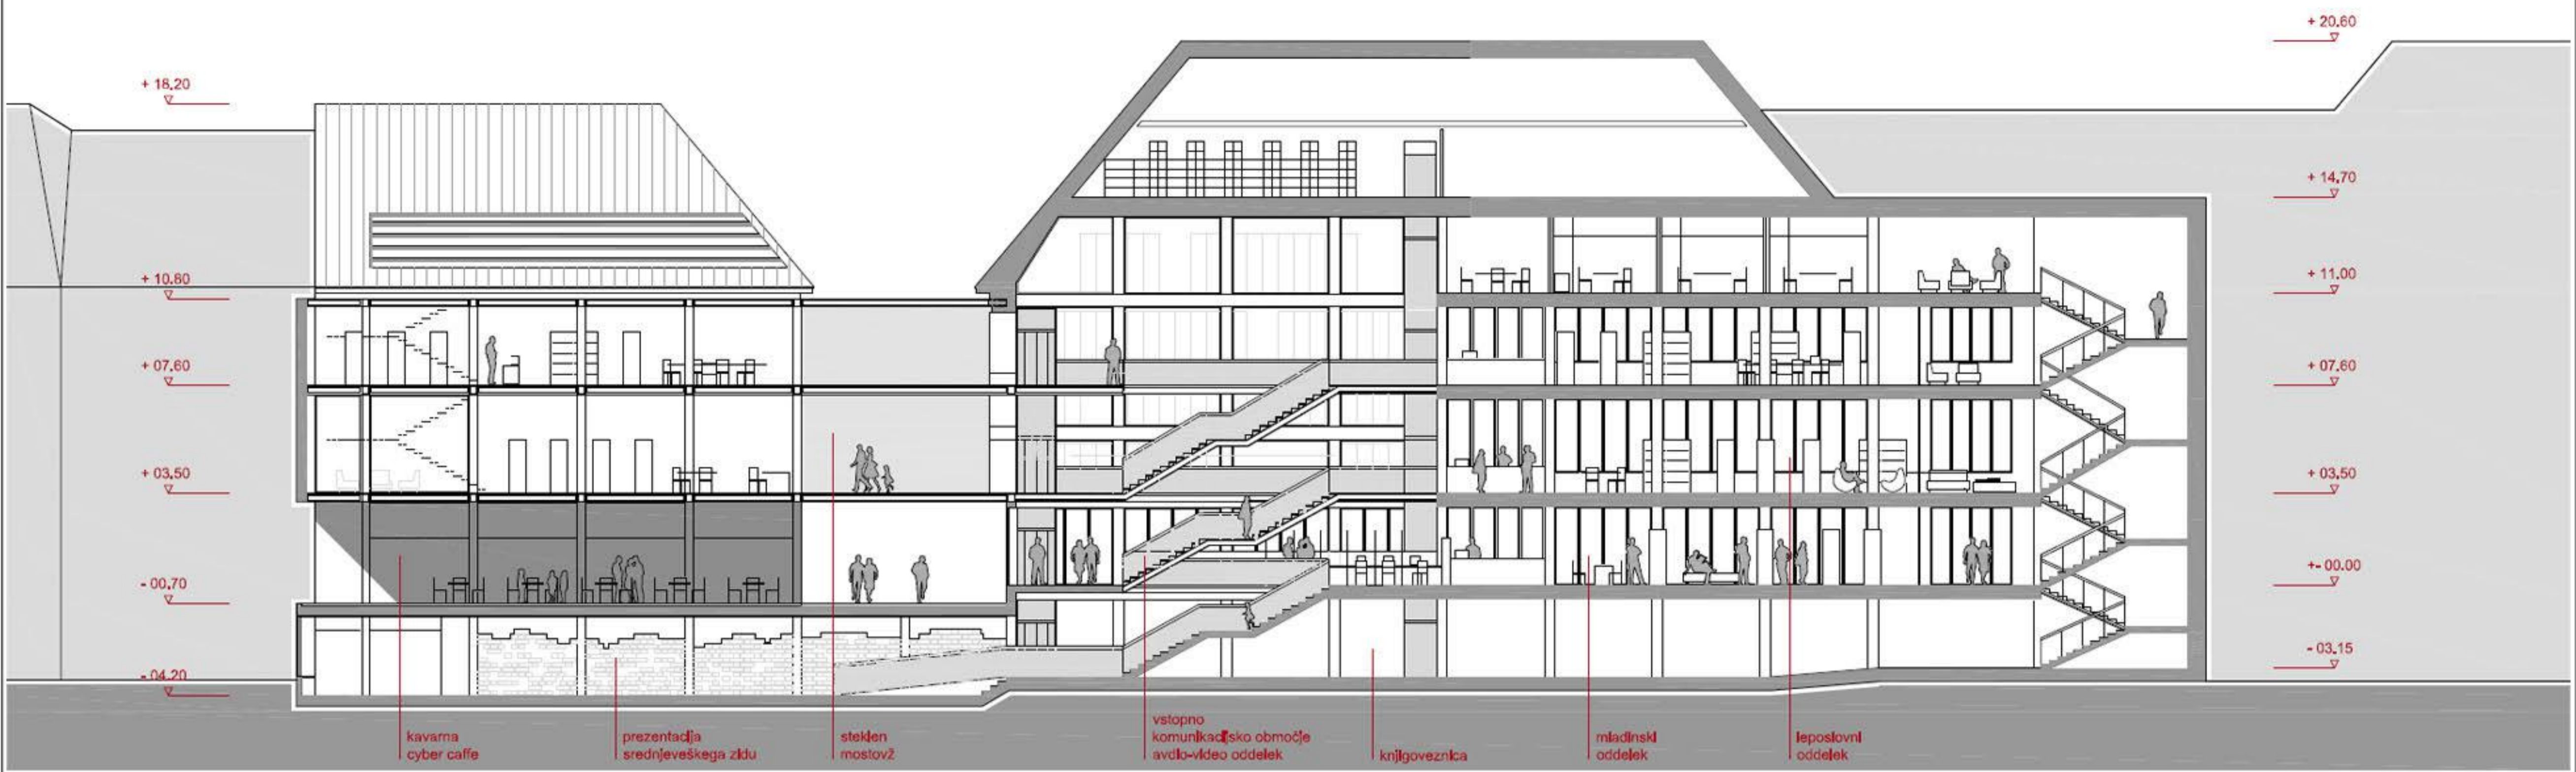 + 20.60
+ 18.20
+ 14.70
+ 10.80
+ 11.00
+ 07.60
+ 07.60
+ 03.50
+ 03.50
- 00.70
+- 00.00
- 04.20
- 03.15
kavarna
cyber caffe
prezentacija
srednjeveškega zidu
steklen
mostovž
vstopno
komunikacijsko območje
avdio-video oddelek
knjigoveznica
mladinski
oddelek
leposlovni
oddelek